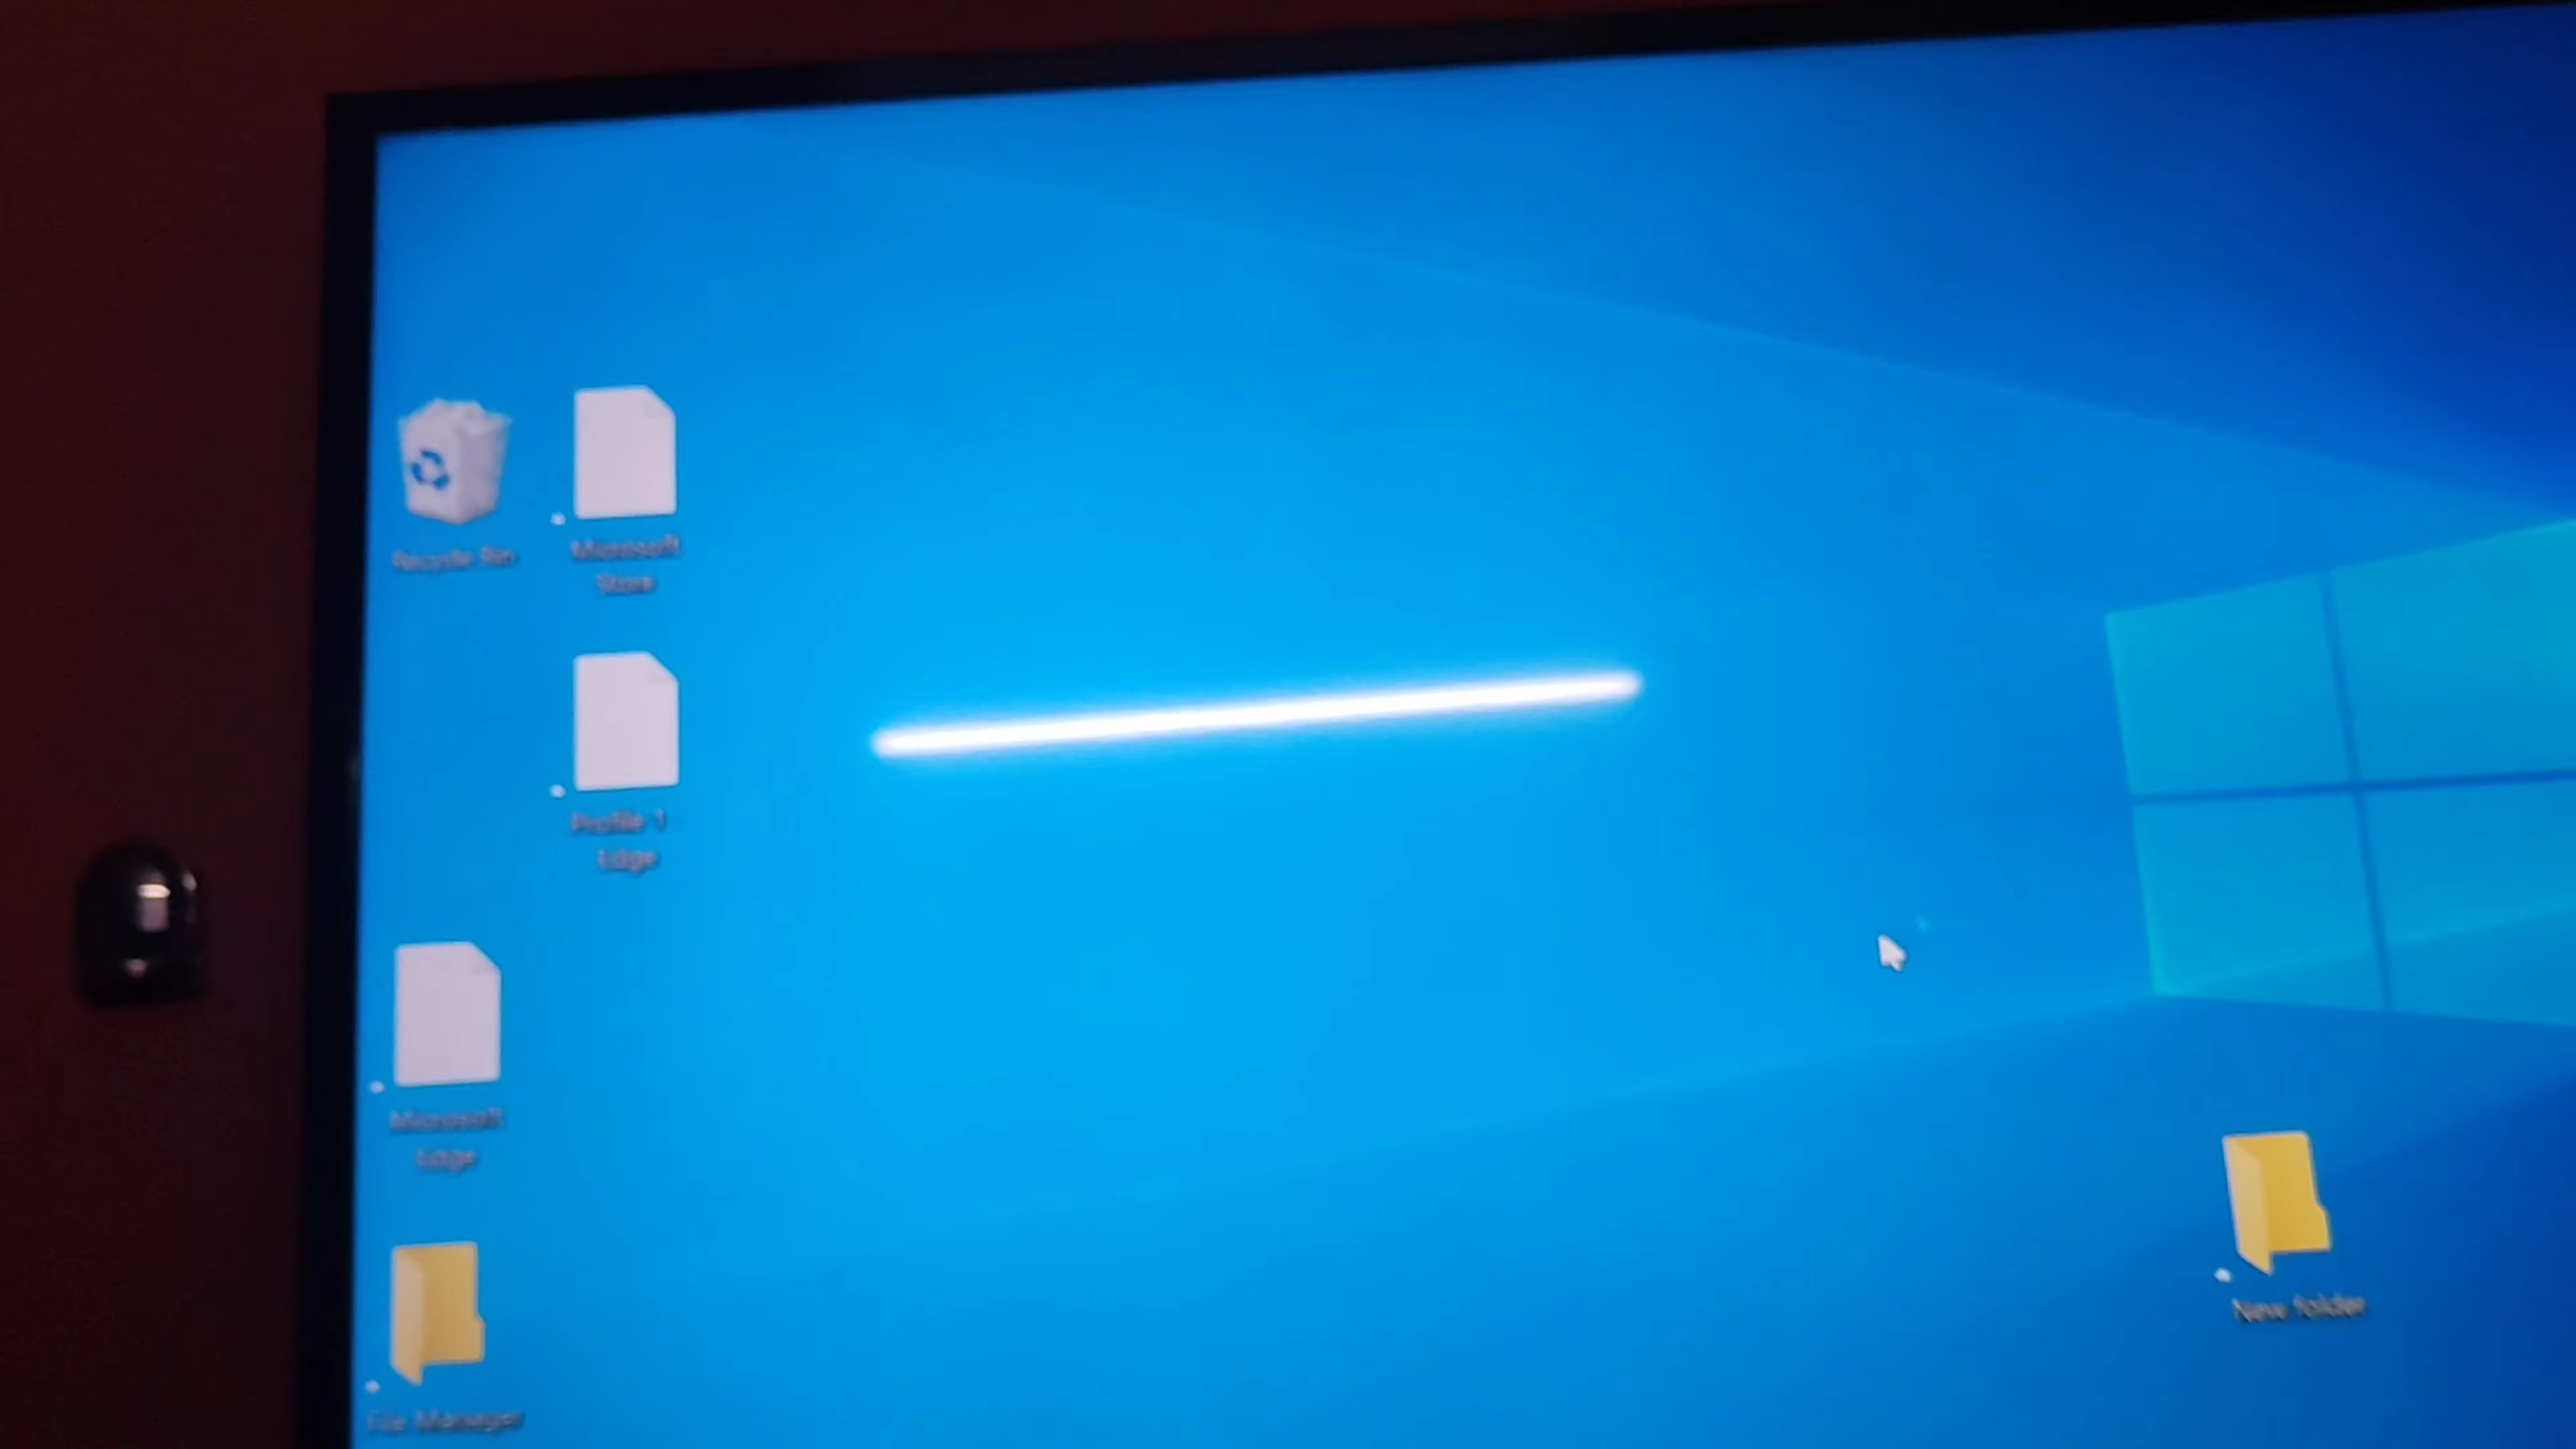 Recycle Bin
Microsoft
Store
Profile 1
Edge
Microsoft
Edge
File Manager
New folder